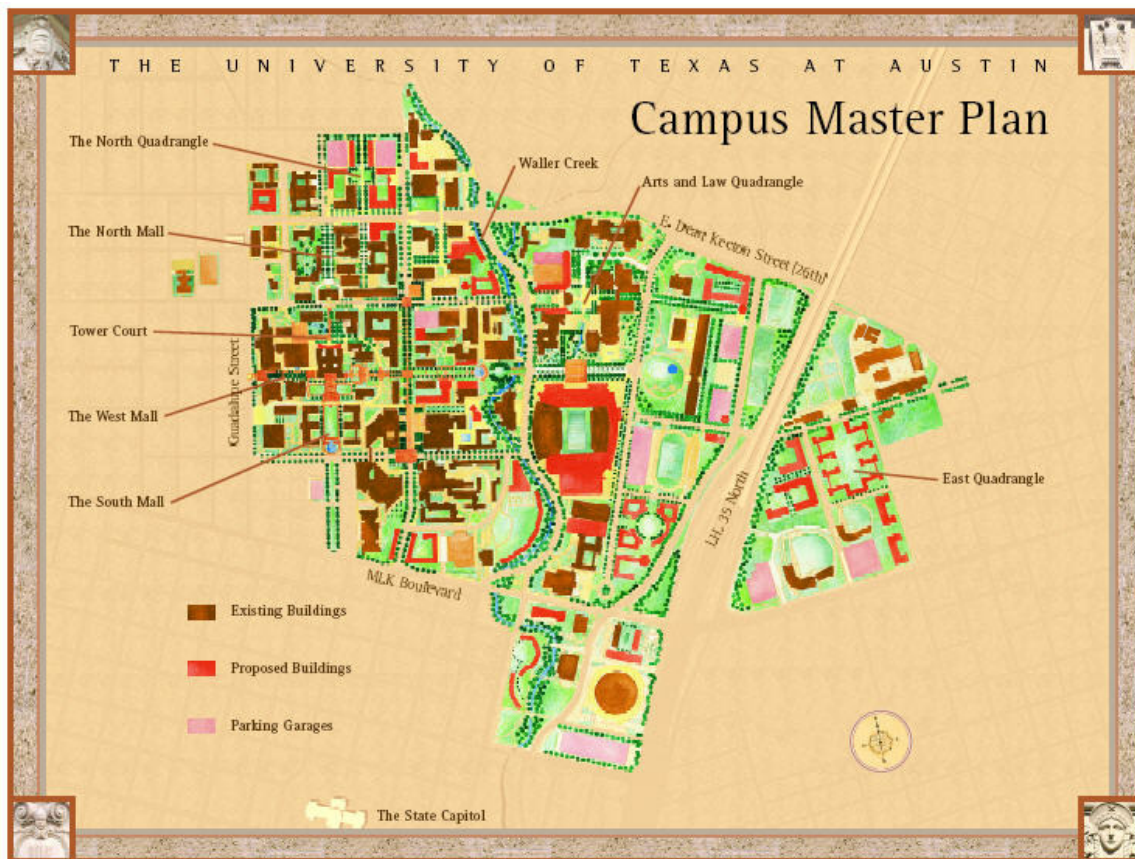 THE UNIVERSITY OF TEXAS AT AUSTIN
Campus Master Plan
The North Quadrangle
Waller Creek
Arts and Law Quadrangle
E. Dean Keeton Street (26th)
The North Mall
Tower Court
Guadalupe Street
The West Mall
The South Mall
East Quadrangle
I.H. 35 North
MLK Boulevard
Existing Buildings
Proposed Buildings
Parking Garages
The State Capitol